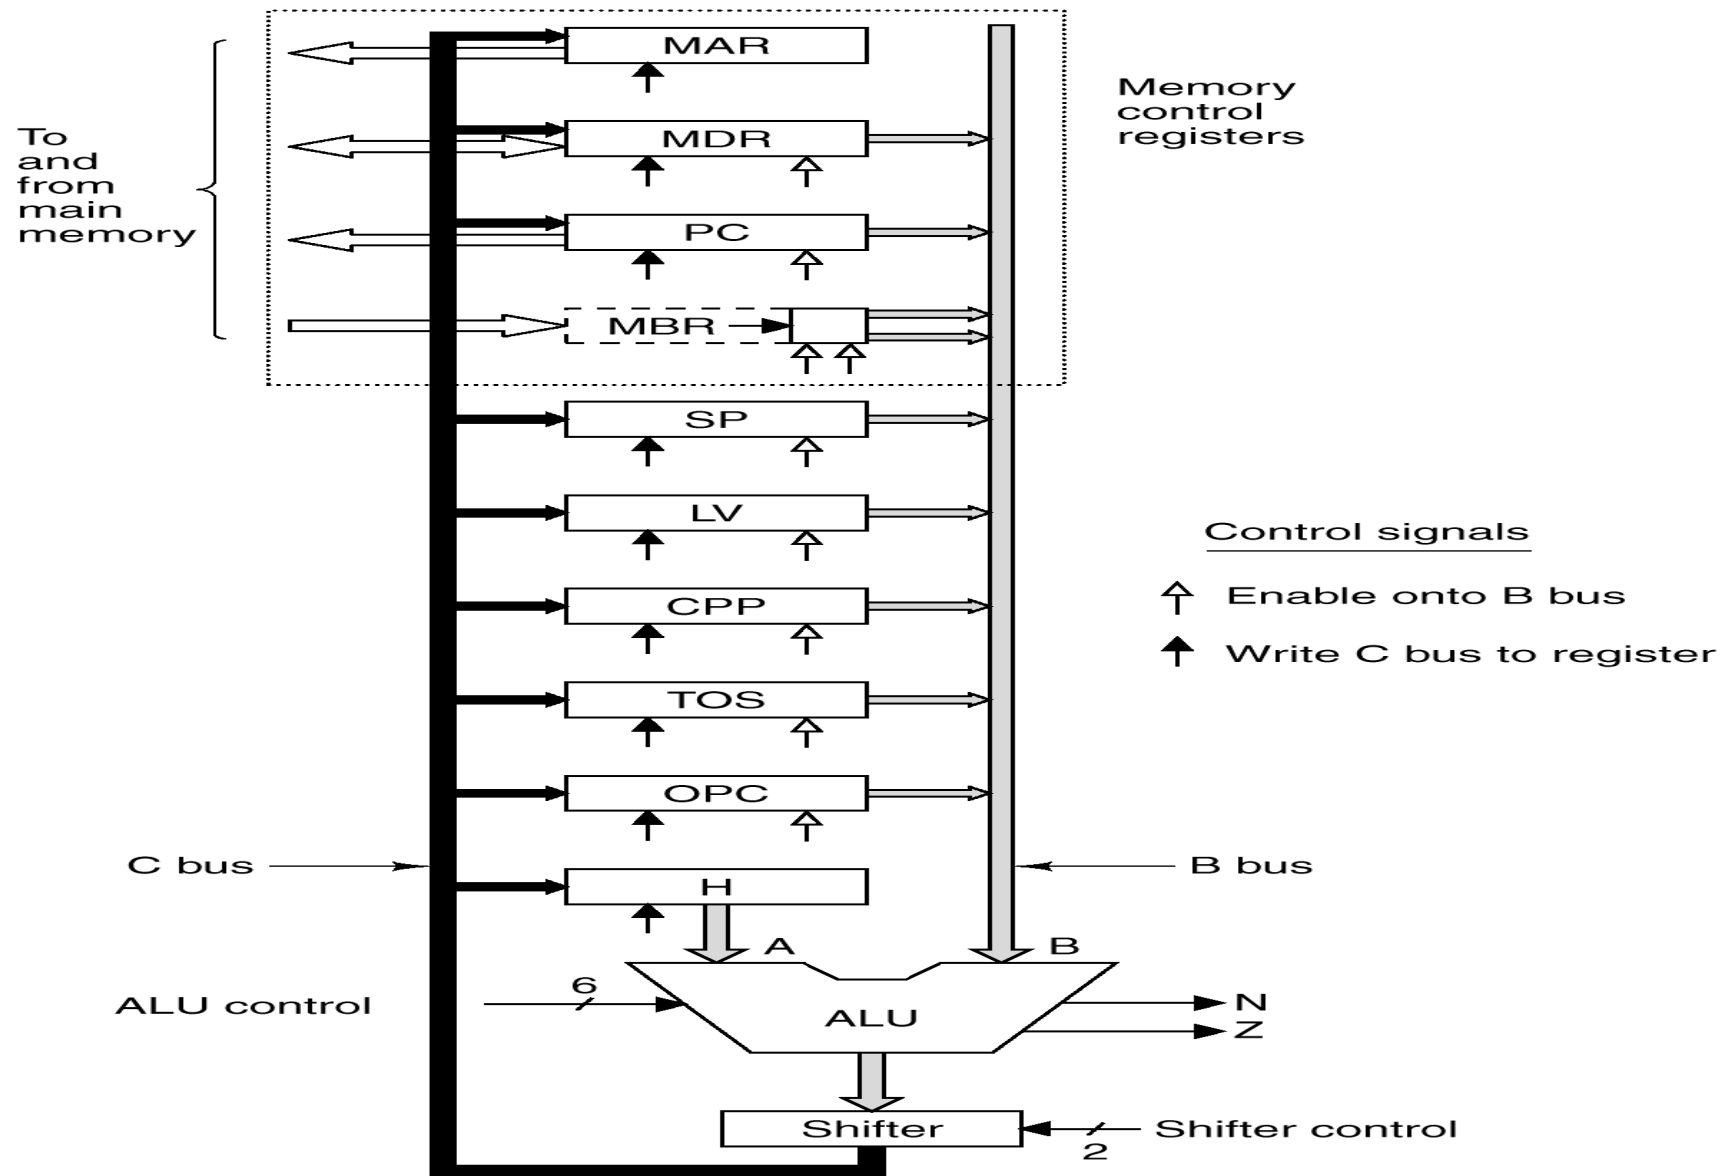 MAR
Memory
control
registers
To
and
from
main
memory
MDR
PC
MBR
SP
LV
Control signals
Enable onto B bus
CPP
Write C bus to register
TOS
OPC
C bus
B bus
H
A
B
6
ALU control
ALU
N
Z
Shifter
Shifter control
2